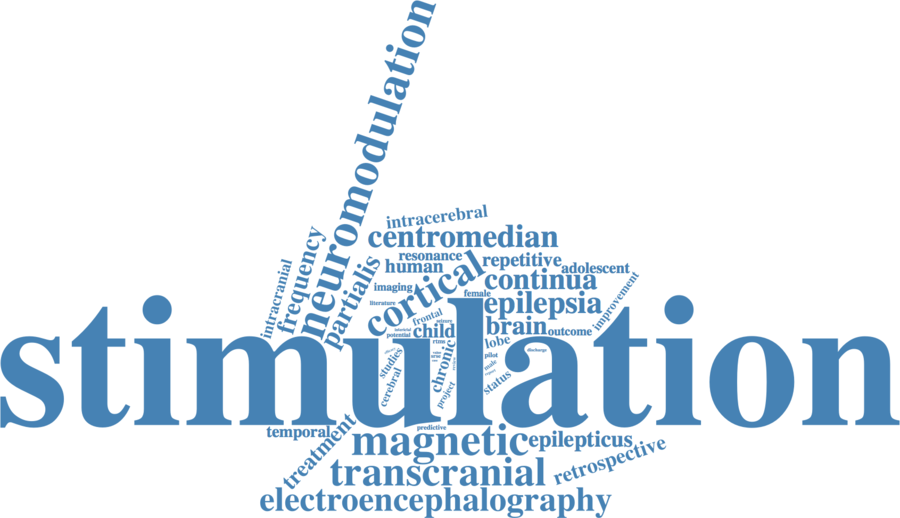 neuromodulation
intracerebral
centromedian
frequency
intracranial
partialis
resonance
human
repetitive
adolescent
cortical
continua
imaging
female
epilepsia
improvement
literature
frontal
seizure
brain
outcome
child
potential
rtms
lobe
stimulation
discharge
chronic
studies
pilot
male
cerebral
status
project
predictive
temporal
treatment
magnetic
epilepticus
transcranial
retrospective
electroencephalography